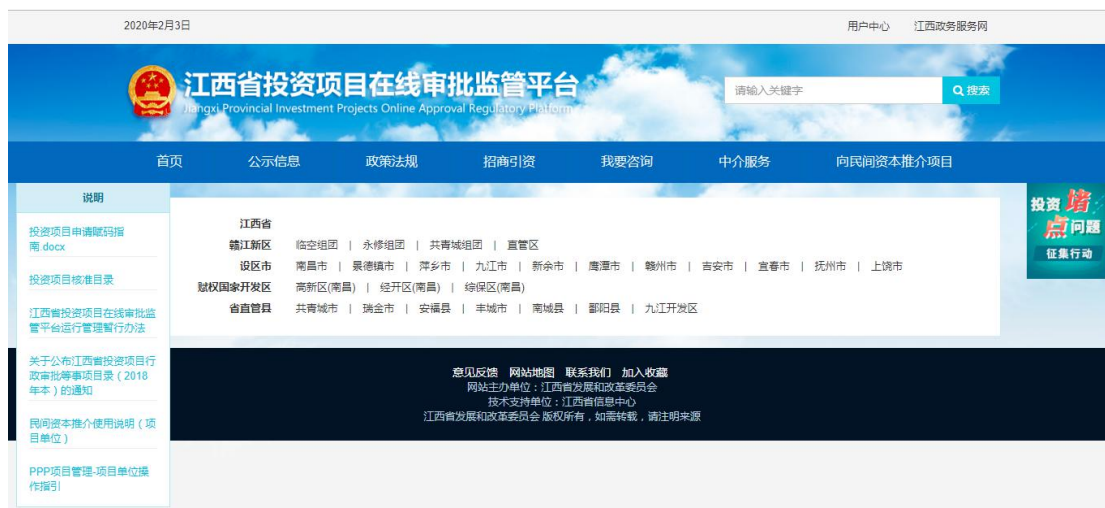 2020年2月3日
用户中心 江西政务服务网
江西省投资项目在线审批监管平台
Jiangxi Provincial Investment Projects Online Approval Regulatory Platform
请输入关键字 搜索
首页 公示信息 政策法规 招商引资 我要咨询 中介服务 向民间资本推介项目
说明
投资项目申请赋码指
南 docx
投资项目核准目录
江西省投资项目在线审批监
管平台运行管理暂行办法
关于公布江西省投资项目行
政审批等事项目录（2018
年本）的通知
民间资本推介使用说明（项
目单位）
PPP项目管理-项目单位操
作指引
江西省
赣江新区 临空组团 | 永修组团 | 共青城组团 | 直管区
设区市 南昌市 | 景德镇市 | 萍乡市 | 九江市 | 新余市 | 鹰潭市 | 赣州市 | 吉安市 | 宜春市 | 抚州市 | 上饶市
赋权国家开发区 高新区(南昌) | 经开区(南昌) | 综保区(南昌)
省直管县 共青城市 | 瑞金市 | 安福县 | 丰城市 | 南城县 | 鄱阳县 | 九江开发区
投资堵
点问题
征集行动
意见反馈 网站地图 联系我们 加入收藏
网站主办单位：江西省发展和改革委员会
技术支持单位：江西省信息中心
江西省发展和改革委员会 版权所有，如需转载，请注明来源